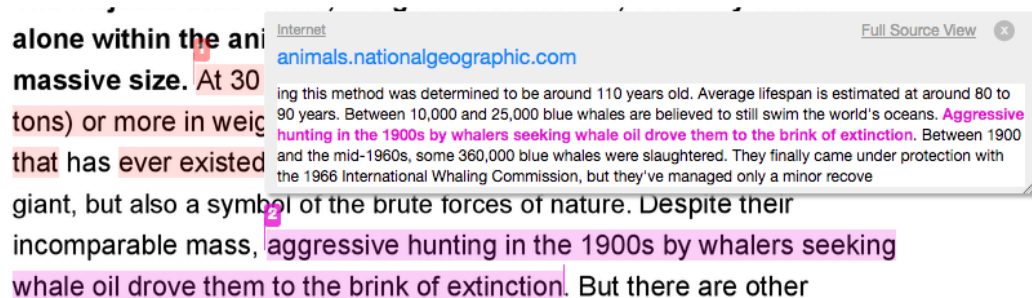 alone within the ani
massive size. At 30
tons) or more in weig
that has ever existed
giant, but also a symbol of the brute forces of nature. Despite their
incomparable mass, aggressive hunting in the 1900s by whalers seeking
whale oil drove them to the brink of extinction. But there are other
1
2
Internet
Full Source View
x
animals.nationalgeographic.com
ing this method was determined to be around 110 years old. Average lifespan is estimated at around 80 to
90 years. Between 10,000 and 25,000 blue whales are believed to still swim the world's oceans. Aggressive
hunting in the 1900s by whalers seeking whale oil drove them to the brink of extinction. Between 1900
and the mid-1960s, some 360,000 blue whales were slaughtered. They finally came under protection with
the 1966 International Whaling Commission, but they've managed only a minor recove